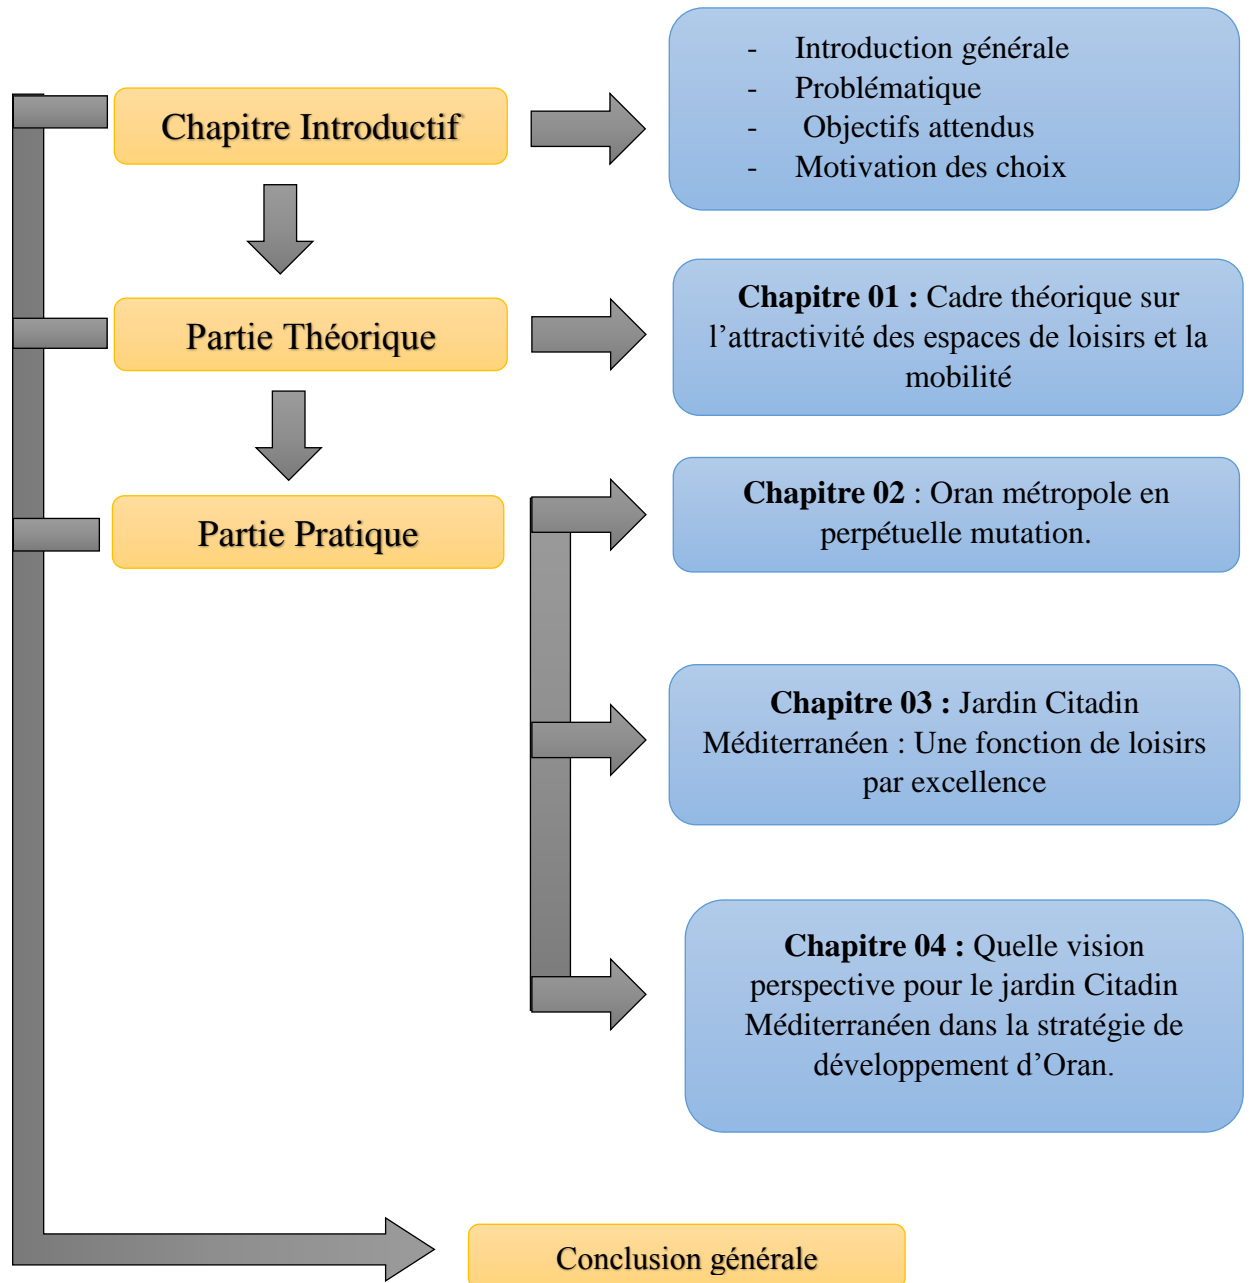 Chapitre Introductif
- Introduction générale
- Problématique
- Objectifs attendus
- Motivation des choix
Partie Théorique
Chapitre 01 : Cadre théorique sur
l’attractivité des espaces de loisirs et la
mobilité
Partie Pratique
Chapitre 02 : Oran métropole en
perpétuelle mutation.
Chapitre 03 : Jardin Citadin
Méditerranéen : Une fonction de loisirs
par excellence
Chapitre 04 : Quelle vision
perspective pour le jardin Citadin
Méditerranéen dans la stratégie de
développement d’Oran.
Conclusion générale